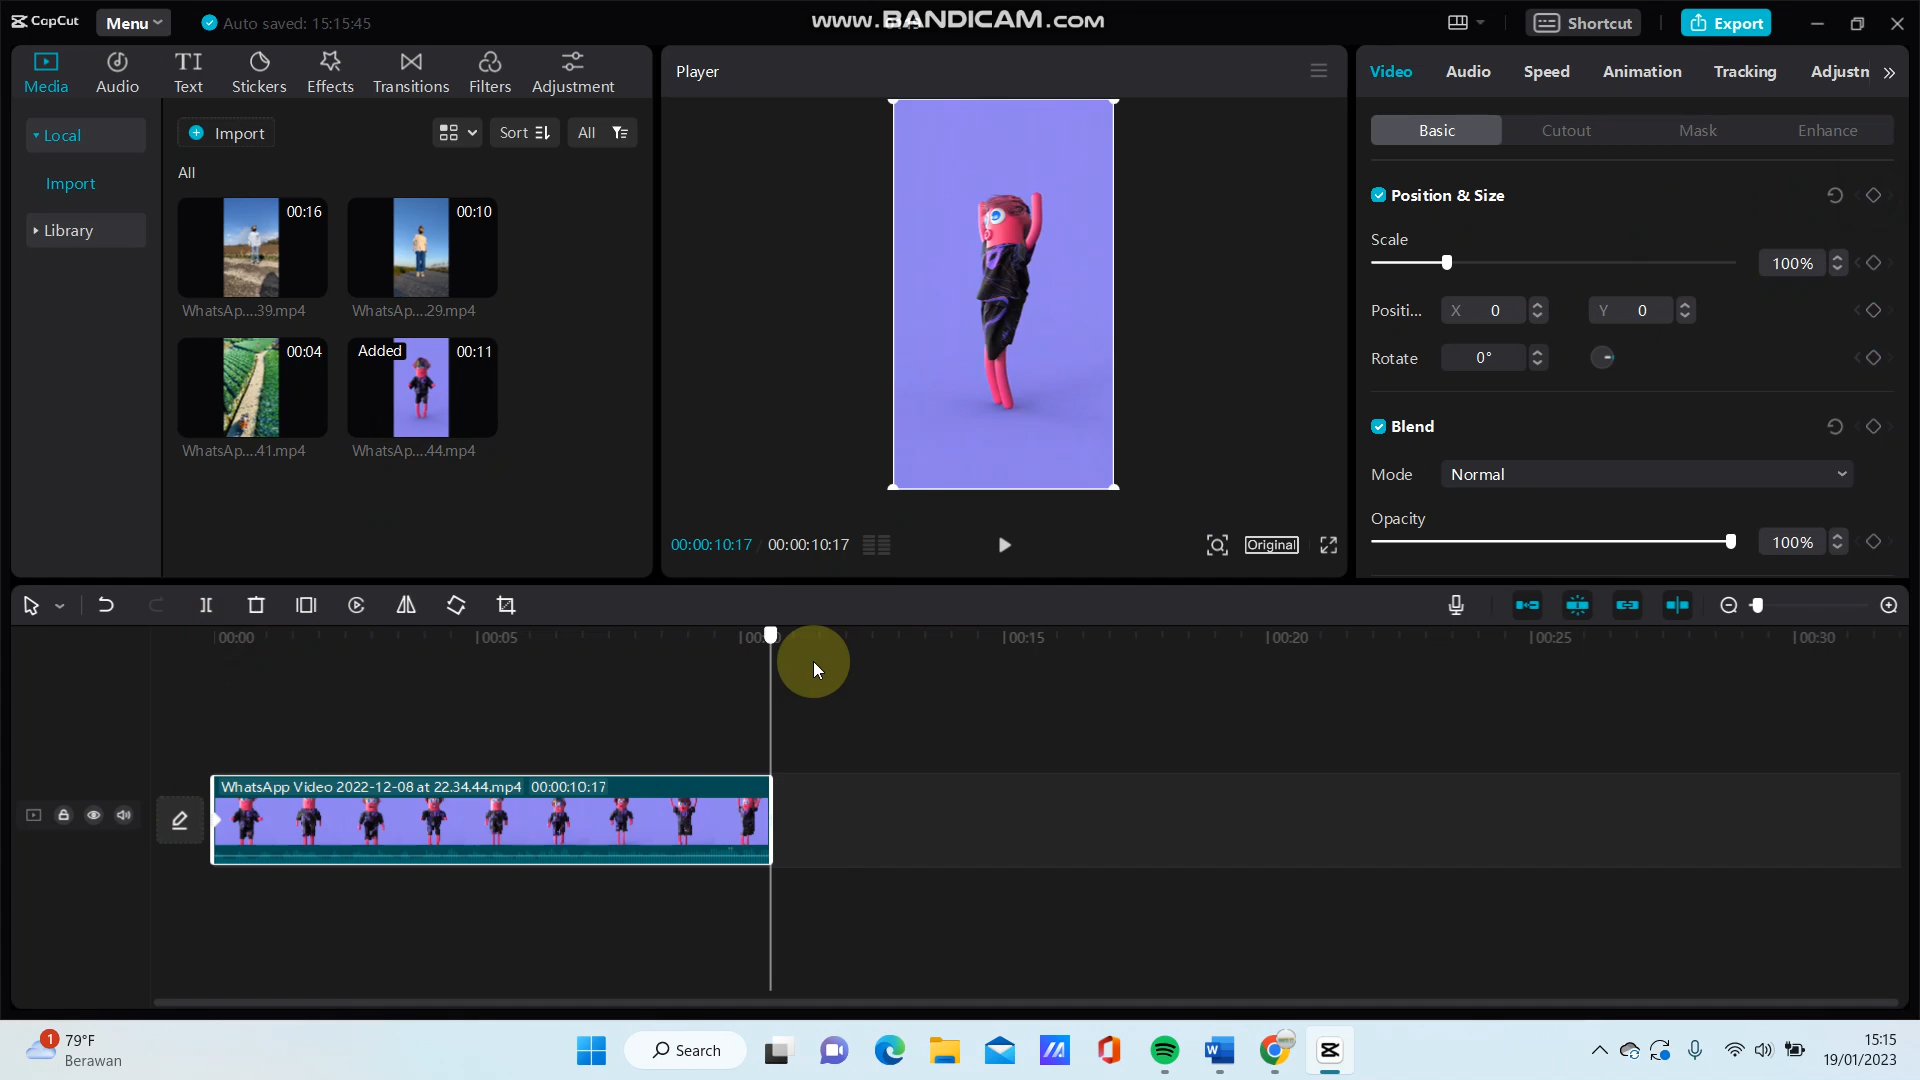 CapCut
Menu
Auto saved: 15:15:45
www.BANDICAM.com
Shortcut
Export
Media
Audio
Text
Stickers
Effects
Transitions
Filters
Adjustment
Player
Video
Audio
Speed
Animation
Tracking
Adjustn
Local
Import
Library
Import
Sort
All
All
00:16
WhatsAp....39.mp4
00:10
WhatsAp....29.mp4
00:04
WhatsAp....41.mp4
Added
00:11
WhatsAp....44.mp4
00:00:10:17
00:00:10:17
Original
Basic
Cutout
Mask
Enhance
Position & Size
Scale
100%
Positi...
X 0
Y 0
Rotate
0°
Blend
Mode
Normal
Opacity
100%
00:00
00:05
00:15
00:20
00:25
00:30
WhatsApp Video 2022-12-08 at 22.34.44.mp4 00:00:10:17
1
79°F
Berawan
Search
15:15
19/01/2023